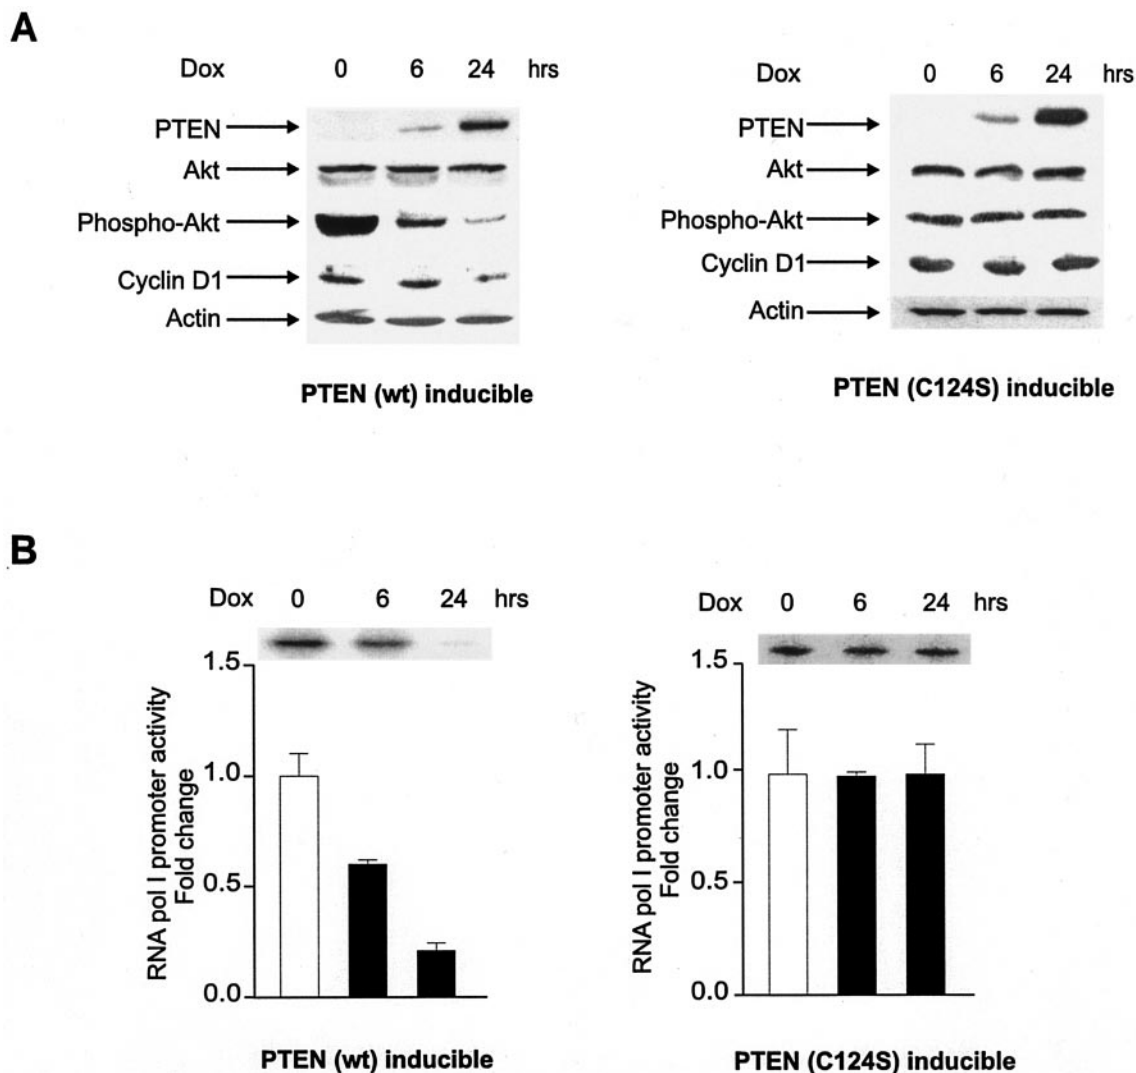 A
Dox 0 6 24 hrs
PTEN
Akt
Phospho-Akt
Cyclin D1
Actin
PTEN (wt) inducible
Dox 0 6 24 hrs
PTEN
Akt
Phospho-Akt
Cyclin D1
Actin
PTEN (C124S) inducible
B
Dox 0 6 24 hrs
1.5
1.0
0.5
0.0
RNA pol I promoter activity
Fold change
PTEN (wt) inducible
Dox 0 6 24 hrs
1.5
1.0
0.5
0.0
RNA pol I promoter activity
Fold change
PTEN (C124S) inducible